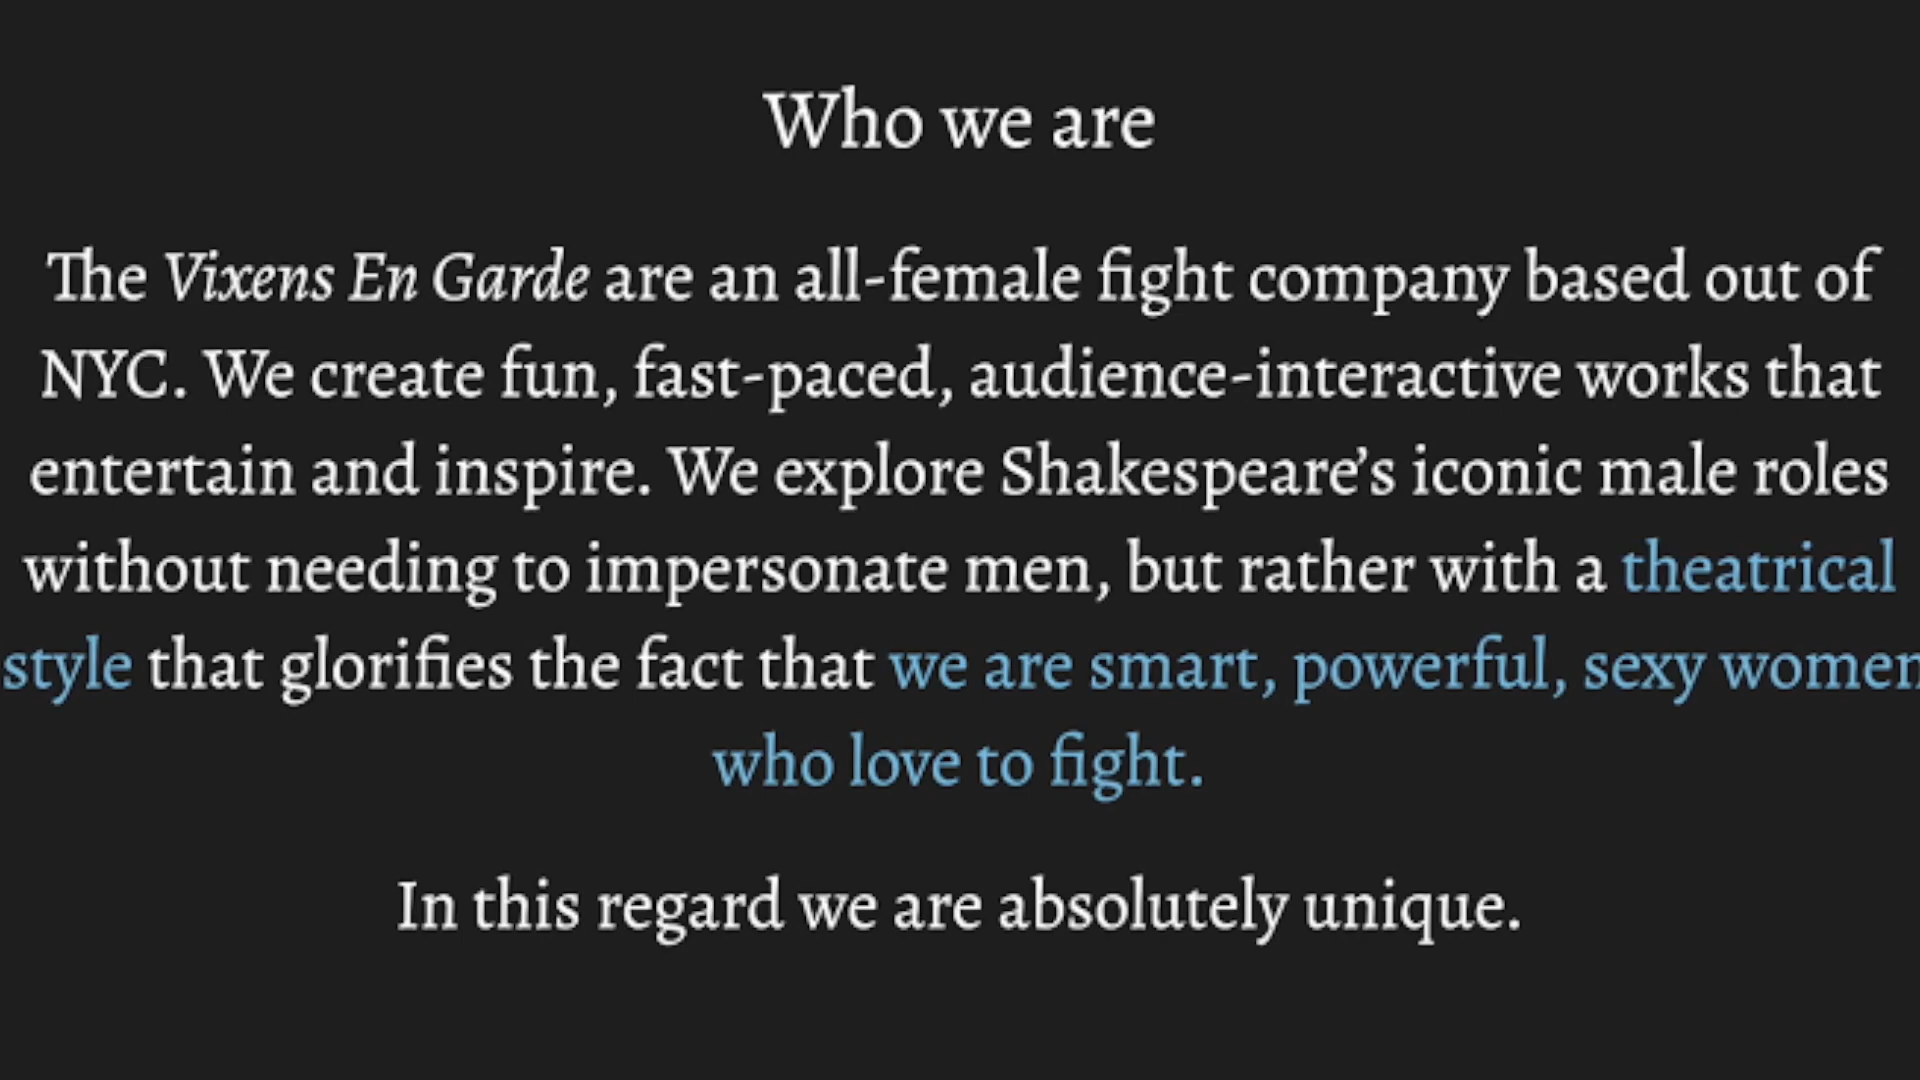 Who we are
The Vixens En Garde are an all-female fight company based out of
NYC. We create fun, fast-paced, audience-interactive works that
entertain and inspire. We explore Shakespeare’s iconic male roles
without needing to impersonate men, but rather with a theatrical
style that glorifies the fact that we are smart, powerful, sexy women
who love to fight.
In this regard we are absolutely unique.